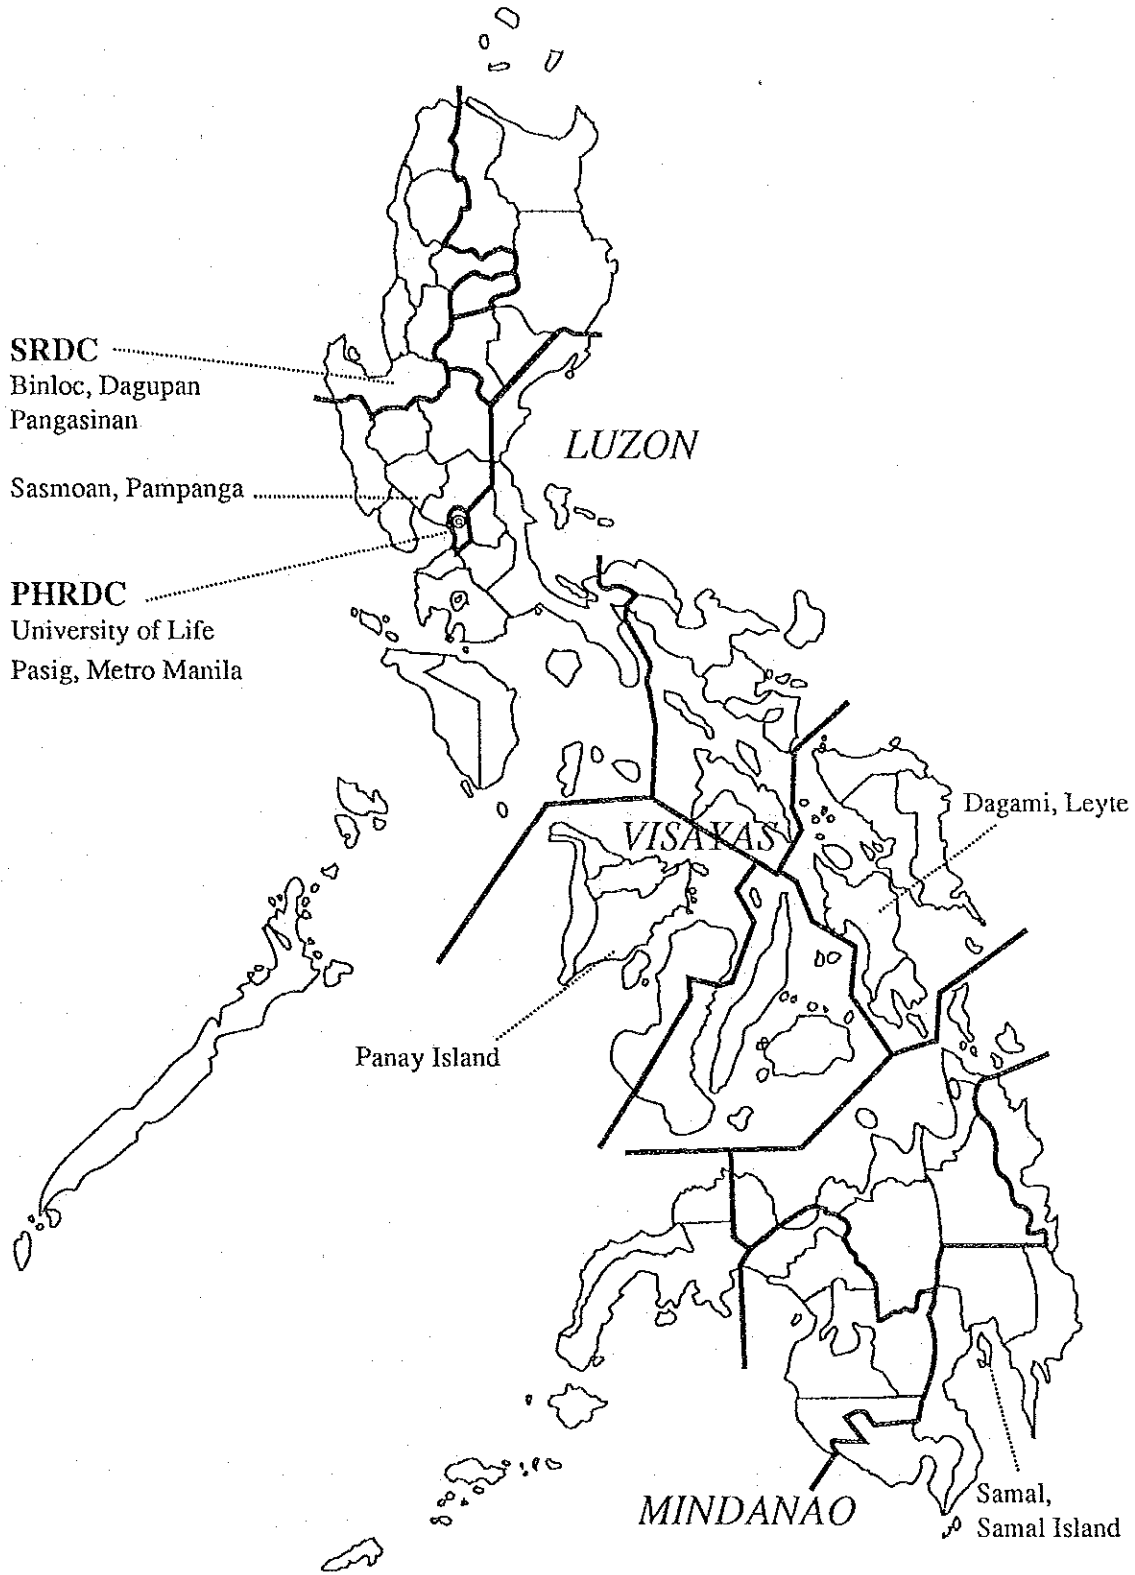 SRDC
Binloc, Dagupan
Pangasinan
LUZON
Sasmoan, Pampanga
PHRDC
University of Life
Pasig, Metro Manila
Dagami, Leyte
VISAYAS
Panay Island
MINDANAO
Samal,
Samal Island